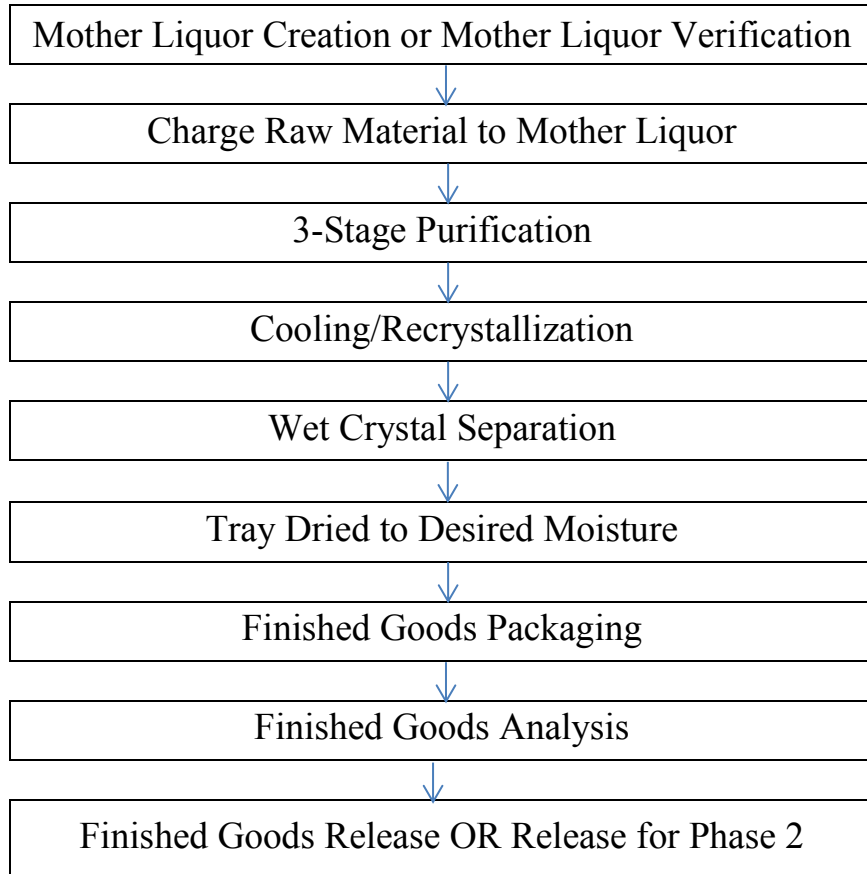 Mother Liquor Creation or Mother Liquor Verification
Charge Raw Material to Mother Liquor
3-Stage Purification
Cooling/Recrystallization
Wet Crystal Separation
Tray Dried to Desired Moisture
Finished Goods Packaging
Finished Goods Analysis
Finished Goods Release OR Release for Phase 2